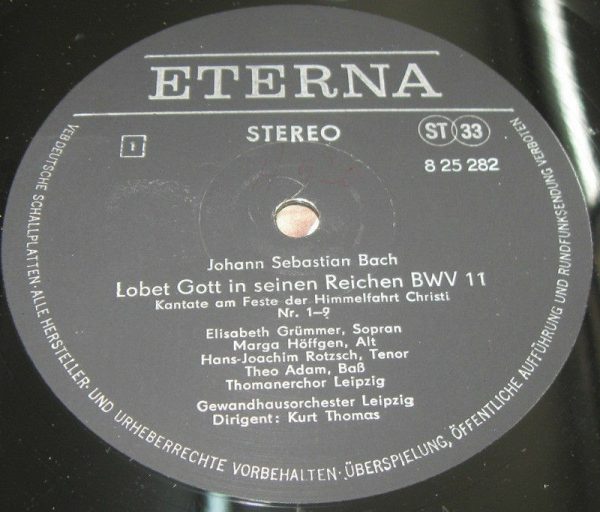 ETERNA
STEREO
ST 33
1
8 25 282
Johann Sebastian Bach
Lobet Gott in seinen Reichen BWV 11
Kantate am Feste der Himmelfahrt Christi
Nr. 1–9
Elisabeth Grümmer, Sopran
Marga Höffgen, Alt
Hans-Joachim Rotzsch, Tenor
Theo Adam, Baß
Thomanerchor Leipzig
Gewandhausorchester Leipzig
Dirigent: Kurt Thomas
VEB DEUTSCHE SCHALLPLATTEN · ALLE HERSTELLER- UND URHEBERRECHTE VORBEHALTEN · ÜBERSPIELUNG, ÖFFENTLICHE AUFFÜHRUNG UND RUNDFUNKSENDUNG VERBOTEN